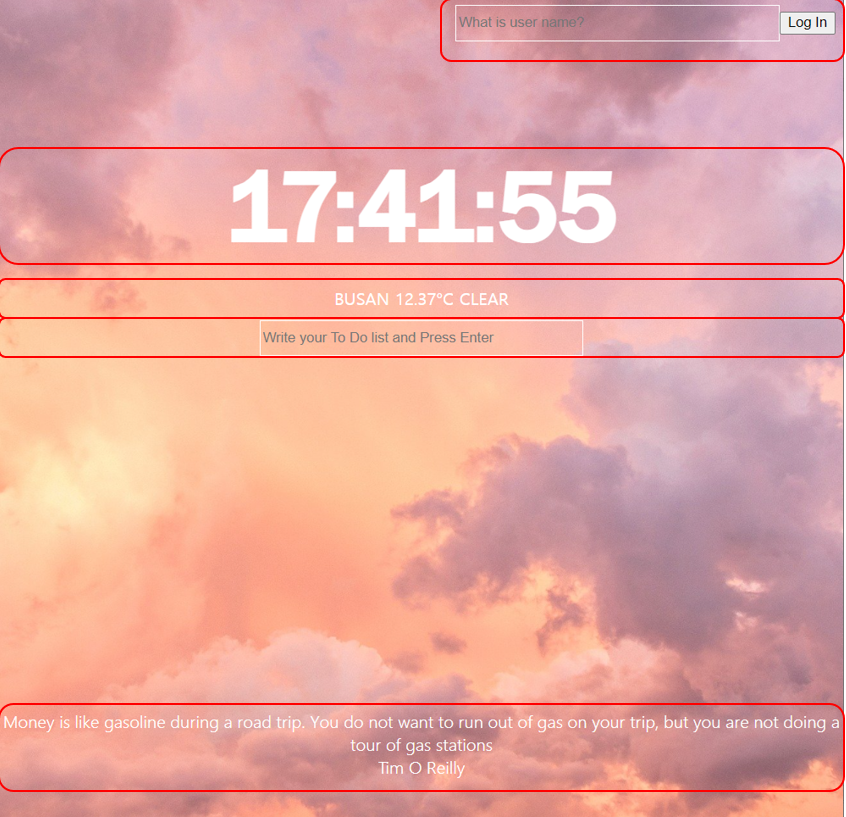 What is user name?
Log In
17:41:55
BUSAN 12.37°C CLEAR
Write your To Do list and Press Enter
Money is like gasoline during a road trip. You do not want to run out of gas on your trip, but you are not doing a
tour of gas stations
Tim O Reilly